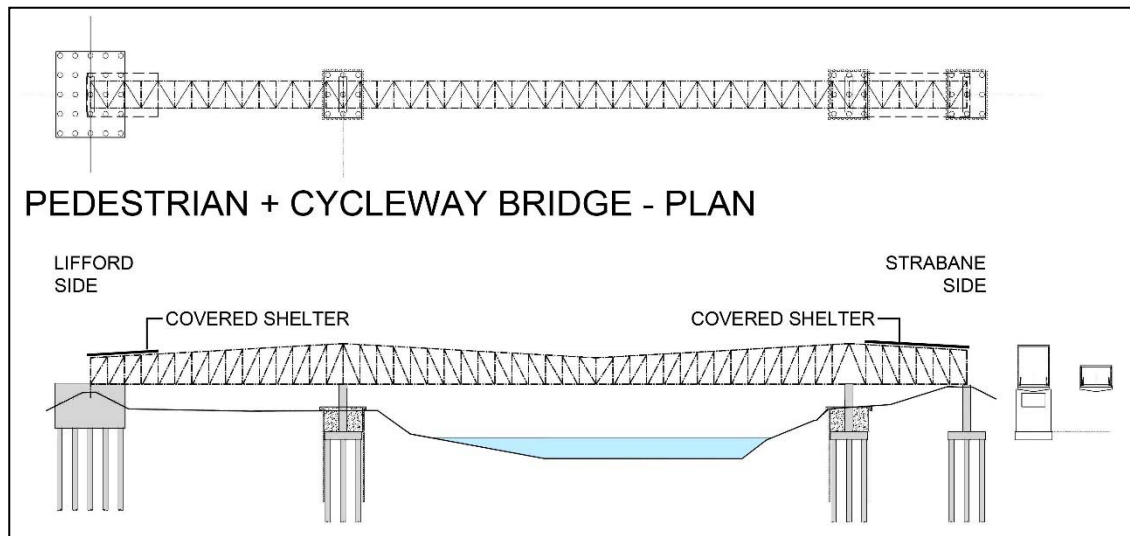 PEDESTRIAN + CYCLEWAY BRIDGE - PLAN
LIFFORD
SIDE
STRABANE
SIDE
COVERED SHELTER
COVERED SHELTER